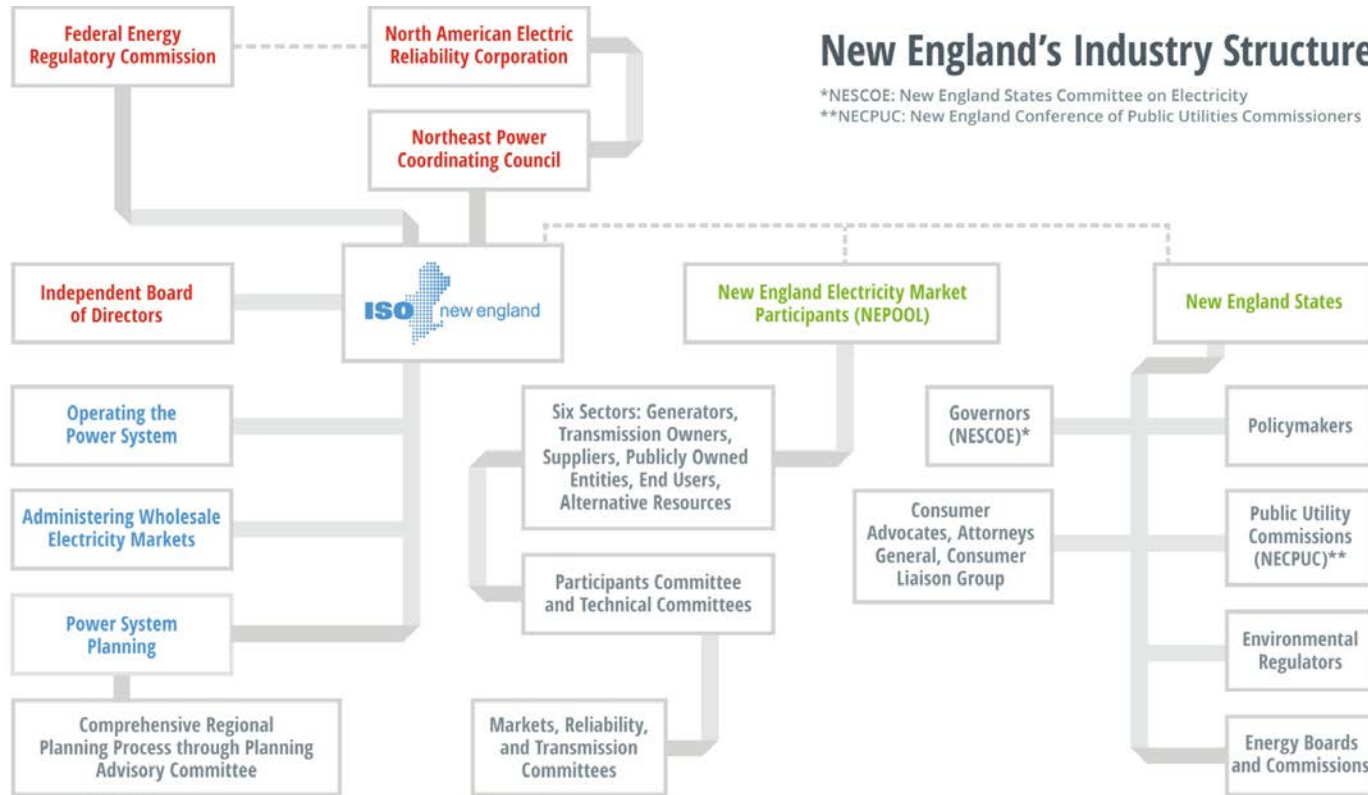 Federal Energy
Regulatory Commission
North American Electric
Reliability Corporation
New England's Industry Structure
*NESCOE: New England States Committee on Electricity
**NECPUC: New England Conference of Public Utilities Commissioners
Northeast Power
Coordinating Council
Independent Board
of Directors
ISO new england
New England Electricity Market
Participants (NEPOOL)
New England States
Operating the
Power System
Six Sectors: Generators,
Transmission Owners,
Suppliers, Publicly Owned
Entities, End Users,
Alternative Resources
Governors
(NESCOE)*
Policymakers
Administering Wholesale
Electricity Markets
Consumer
Advocates, Attorneys
General, Consumer
Liaison Group
Public Utility
Commissions
(NECPUC)**
Participants Committee
and Technical Committees
Power System
Planning
Environmental
Regulators
Comprehensive Regional
Planning Process through Planning
Advisory Committee
Markets, Reliability,
and Transmission
Committees
Energy Boards
and Commissions